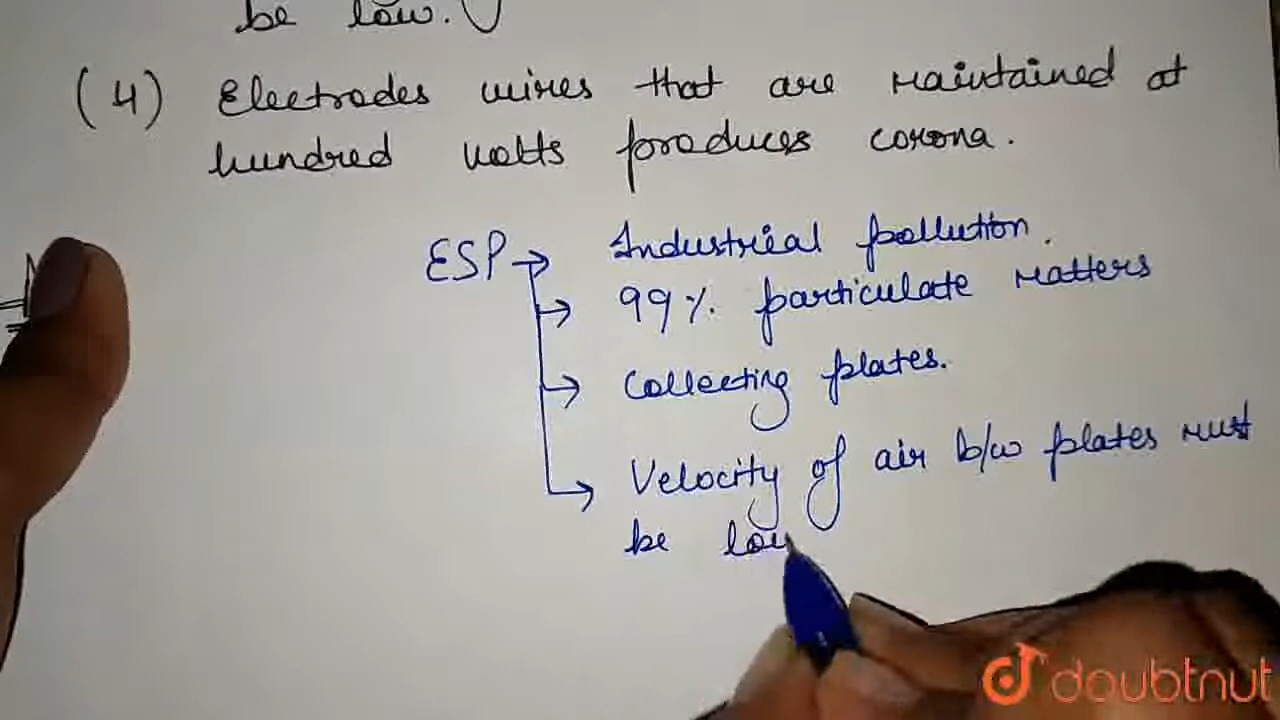 be low.
(4) Electrodes wires that are maintained at
hundred volts produces corona.
ESP → Industrial pollution.
→ 99% particulate matters
→ Collecting plates.
→ Velocity of air b/w plates must
be low
doubtnut